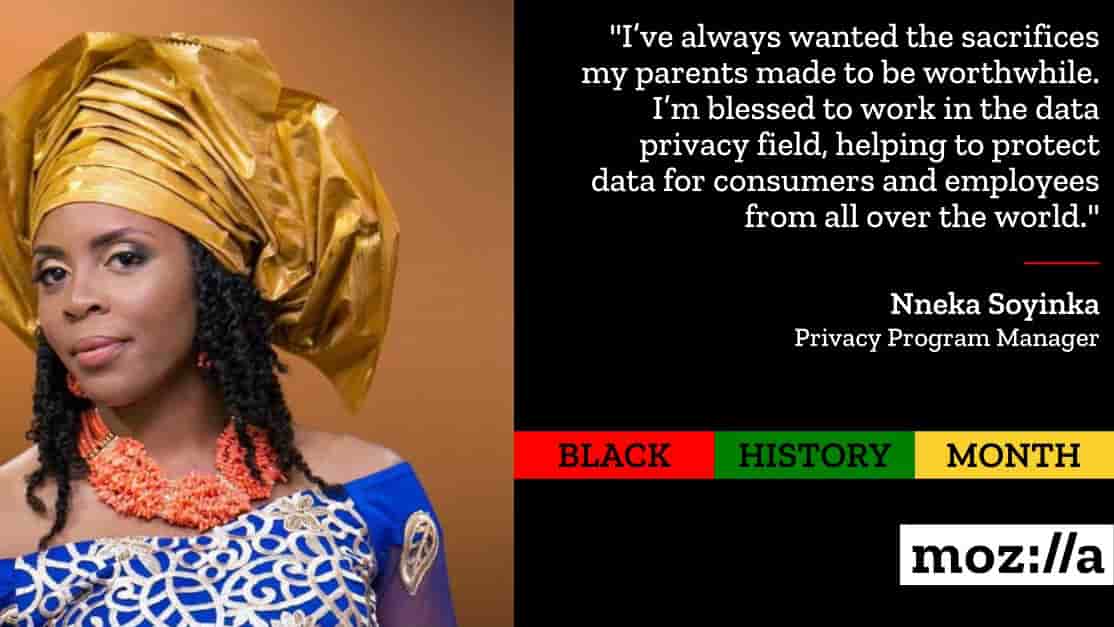 "I’ve always wanted the sacrifices
my parents made to be worthwhile.
I’m blessed to work in the data
privacy field, helping to protect
data for consumers and employees
from all over the world."
Nneka Soyinka
Privacy Program Manager
BLACK HISTORY MONTH
moz://a